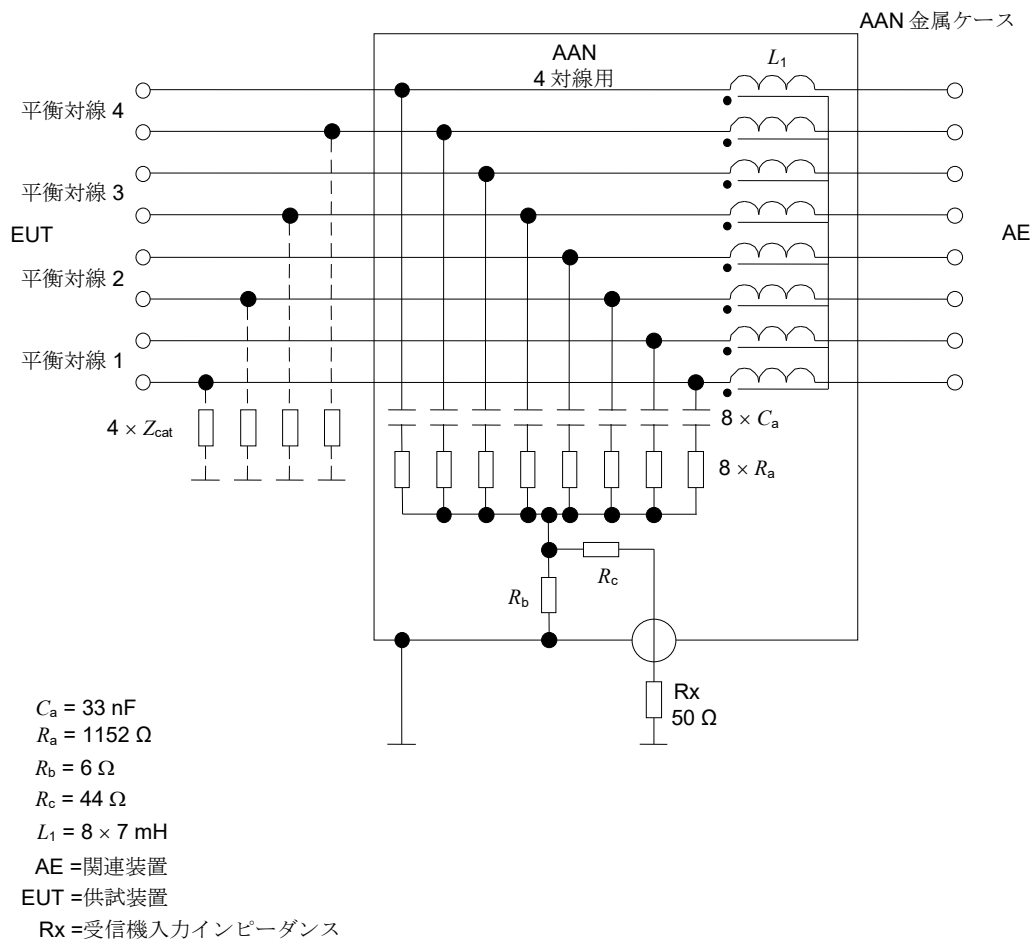 AAN 金属ケース
AAN
4 対線用
L1
平衡対線 4
平衡対線 3
EUT
AE
平衡対線 2
平衡対線 1
4 × Zcat
8 × Ca
8 × Ra
Rc
Rb
Rx
50 Ω
Ca = 33 nF
Ra = 1152 Ω
Rb = 6 Ω
Rc = 44 Ω
L1 = 8 × 7 mH
AE =関連装置
EUT =供試装置
Rx =受信機入力インピーダンス